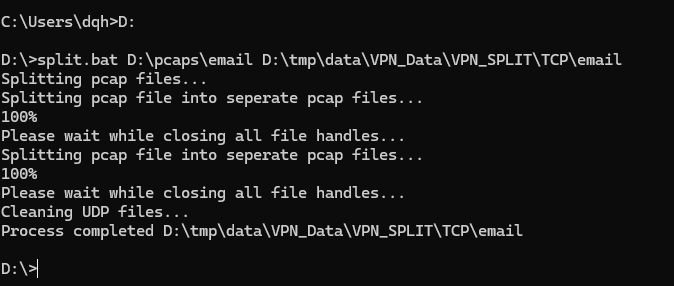 C:\Users\dqh>D:
D:\>split.bat D:\pcaps\email D:\tmp\data\VPN_Data\VPN_SPLIT\TCP\email
Splitting pcap files...
Splitting pcap file into seperate pcap files...
100%
Please wait while closing all file handles...
Splitting pcap file into seperate pcap files...
100%
Please wait while closing all file handles...
Cleaning UDP files...
Process completed D:\tmp\data\VPN_Data\VPN_SPLIT\TCP\email
D:\>